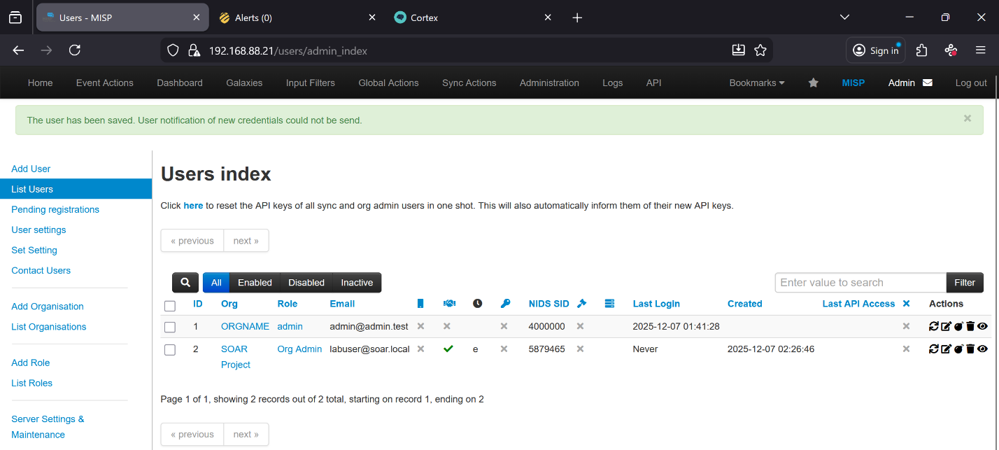 Users - MISP
Alerts (0)
Cortex
192.168.88.21/users/admin_index
Sign in
Home Event Actions Dashboard Galaxies Input Filters Global Actions Sync Actions Administration Logs API Bookmarks MISP Admin Log out
The user has been saved. User notification of new credentials could not be send.
×
Add User
List Users
Pending registrations
User settings
Set Setting
Contact Users
Add Organisation
List Organisations
Add Role
List Roles
Server Settings &
Maintenance
Users index
Click here to reset the API keys of all sync and org admin users in one shot. This will also automatically inform them of their new API keys.
« previous next »
All Enabled Disabled Inactive Enter value to search Filter
ID Org Role Email NIDS SID Last Login Created Last API Access Actions
1 ORGNAME admin admin@admin.test 4000000 2025-12-07 01:41:28
2 SOAR Org Admin labuser@soar.local e 5879465 Never 2025-12-07 02:26:46
Project
Page 1 of 1, showing 2 records out of 2 total, starting on record 1, ending on 2
« previous next »